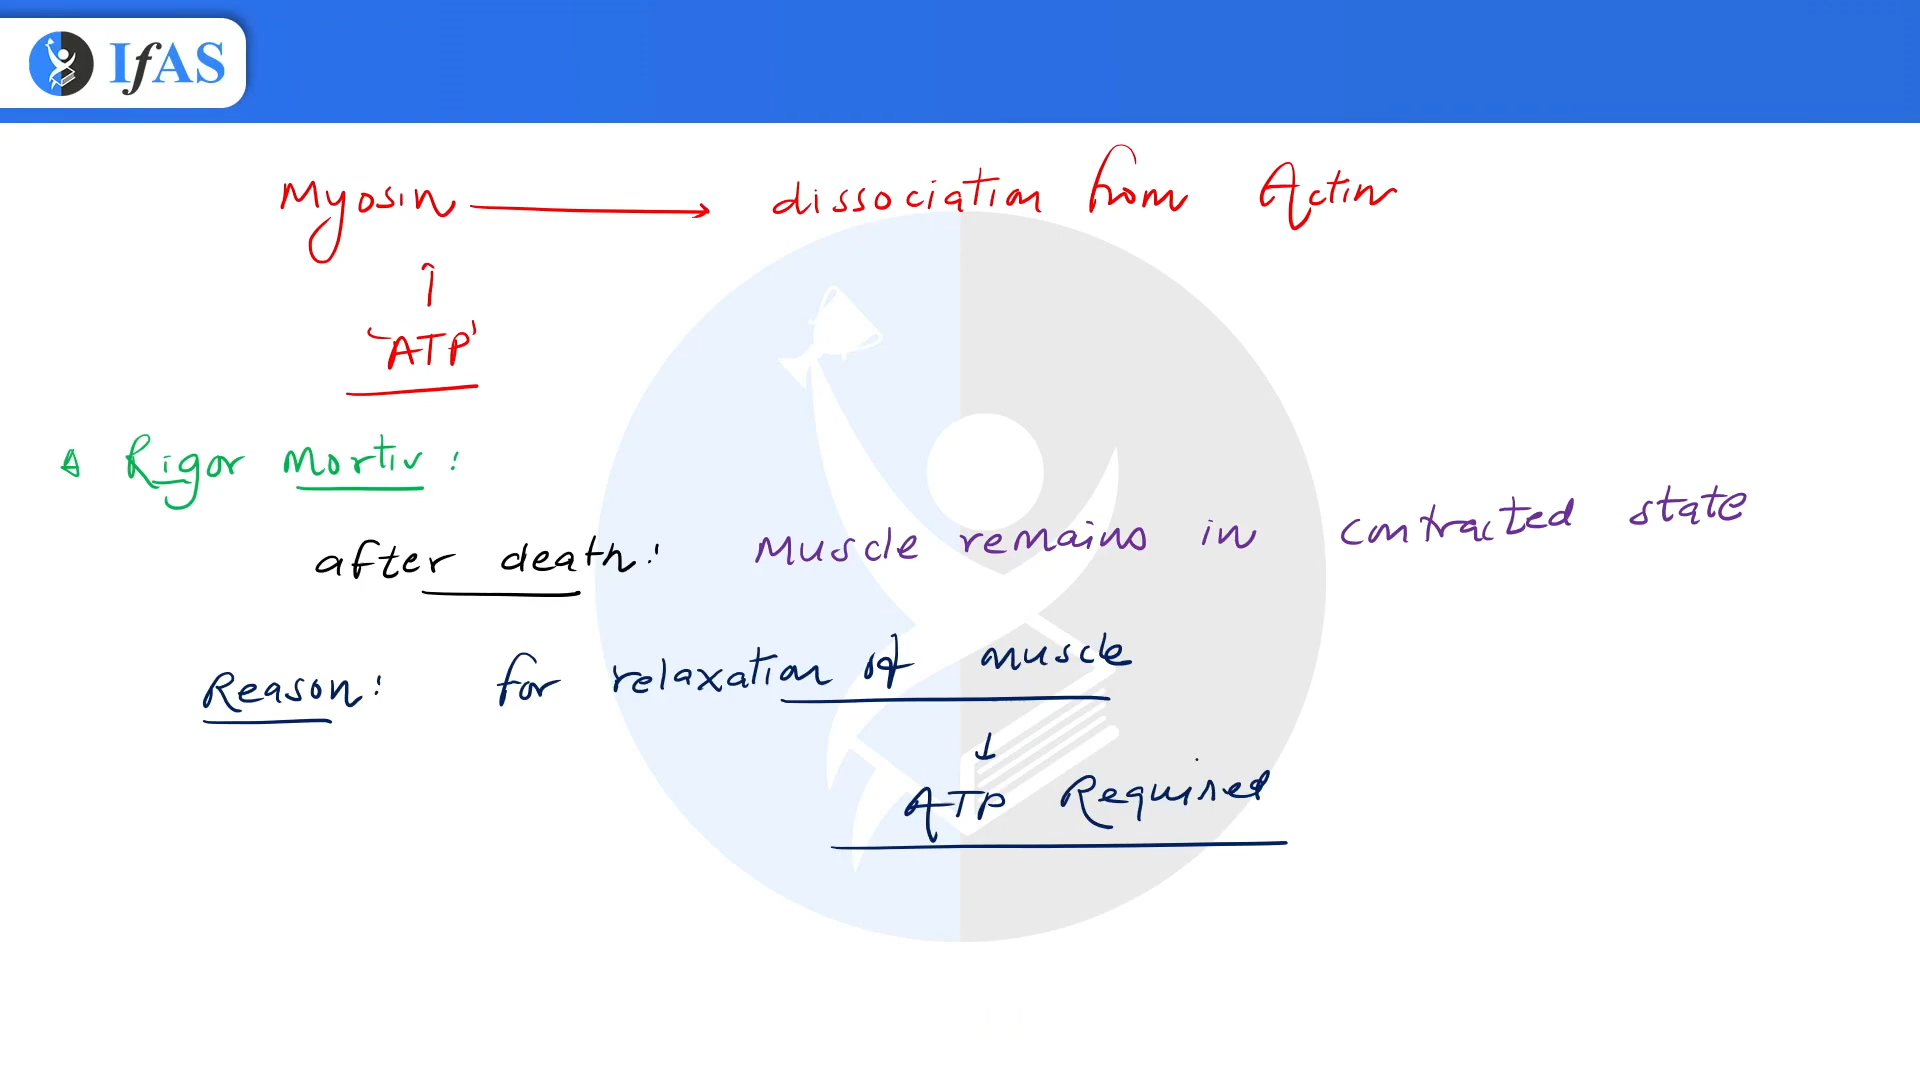 IfAS
Myosin → dissociation from Actin
↑
'ATP'
Rigor Mortis :
after death : Muscle remains in contracted state
Reason : for relaxation of muscle
↓
ATP Required